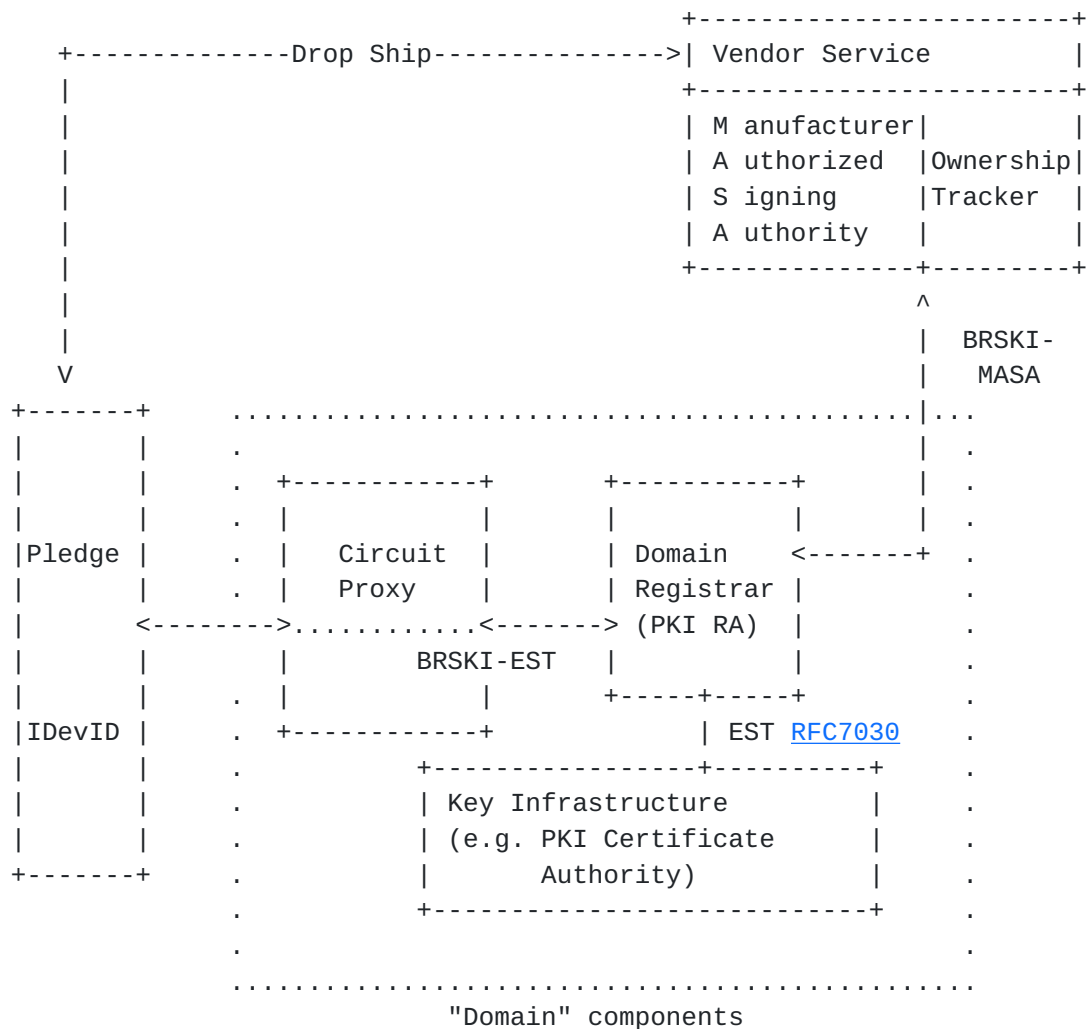 +------------------------+
   +--------------Drop Ship--------------->| Vendor Service         |
   |                                       +------------------------+
   |                                       | M anufacturer|         |
   |                                       | A uthorized  |Ownership|
   |                                       | S igning     |Tracker  |
   |                                       | A uthority   |         |
   |                                       +--------------+---------+
   |                                                      ^
   |                                                      |  BRSKI-
   V                                                      |   MASA
+-------+     ............................................|...
|       |     .                                           |  .
|       |     .  +------------+       +-----------+       |  .
|       |     .  |            |       |           |       |  .
|Pledge |     .  |   Circuit  |       | Domain    <-------+  .
|       |     .  |   Proxy    |       | Registrar |          .
|       <-------->............<-------> (PKI RA)  |          .
|       |        |        BRSKI-EST   |           |          .
|       |     .  |            |       +-----+-----+          .
|IDevID |     .  +------------+             | EST RFC7030    .
|       |     .           +-----------------+----------+     .
|       |     .           | Key Infrastructure         |     .
|       |     .           | (e.g. PKI Certificate      |     .
+-------+     .           |       Authority)           |     .
              .           +----------------------------+     .
              .                                              .
              ................................................
                            "Domain" components